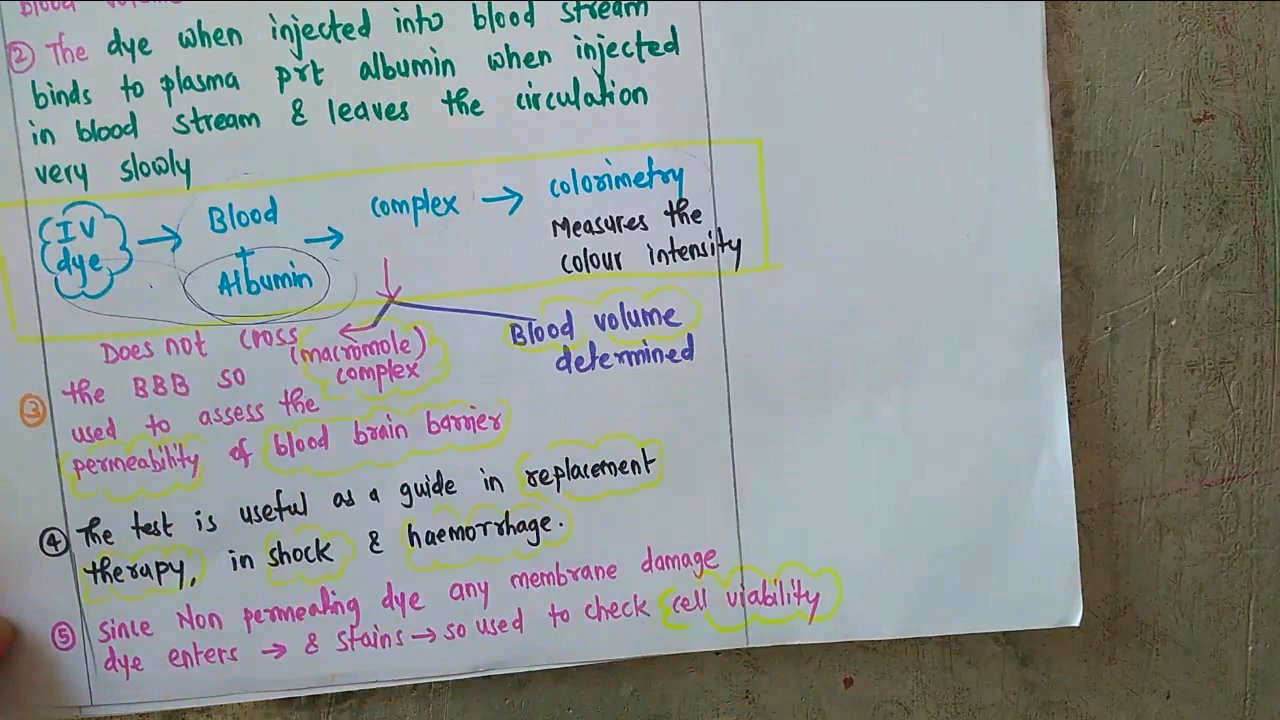 Blood volume
② The dye when injected into blood stream
binds to plasma prt albumin when injected
in blood stream & leaves the circulation
very slowly
IV dye → Blood + Albumin → complex → colorimetry
Measures the
colour intensity
Does not cross (macromole)
complex
the BBB so
③ used to assess the
permeability of blood brain barrier
Blood volume
determined
④ The test is useful as a guide in replacement
therapy, in shock & haemorrhage.
⑤ since Non permeating dye any membrane damage
dye enters → & stains → so used to check cell viability